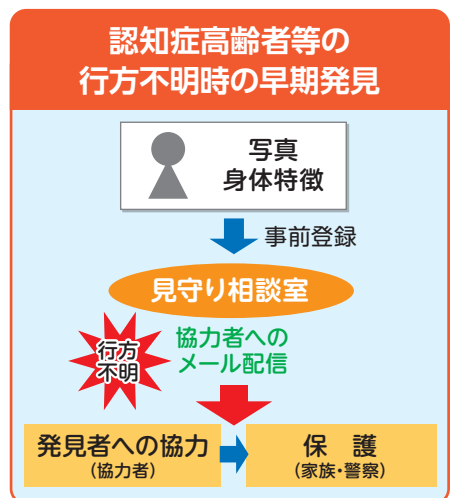 認知症高齢者等の
行方不明時の早期発見
写真
身体特徴
事前登録
見守り相談室
行方
不明
協力者への
メール配信
発見者への協力
（協力者）
保　護
（家族・警察）